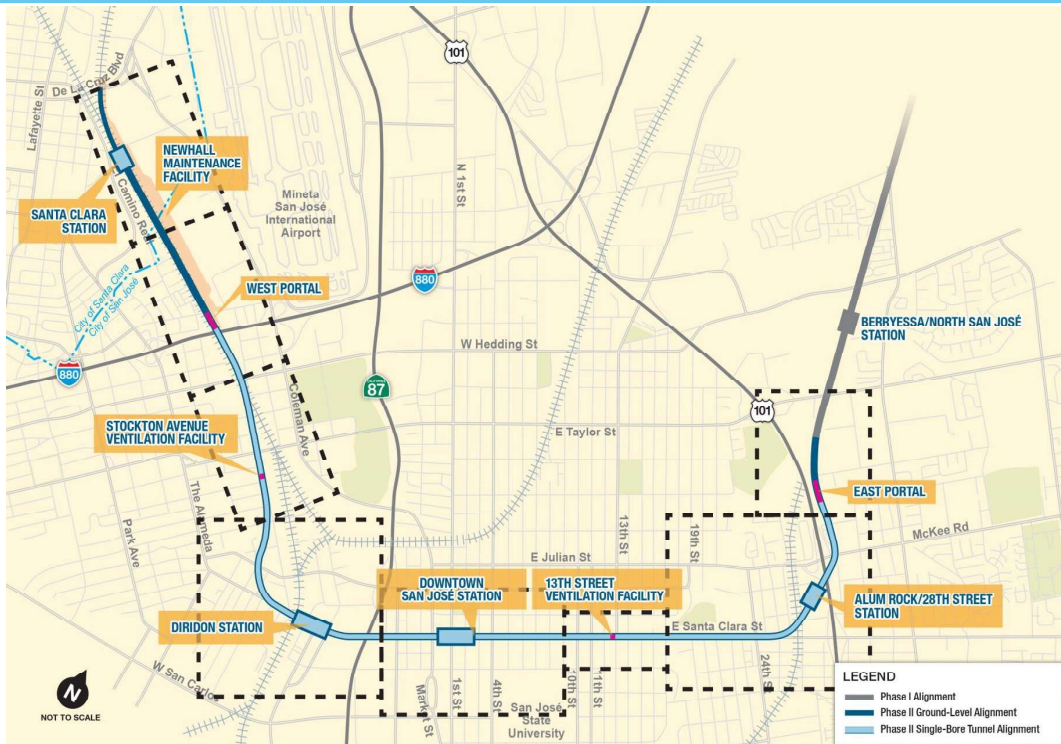 101
De La Cruz Blvd
Lafayette St
NEWHALL
MAINTENANCE
FACILITY
El Camino Real
SANTA CLARA
STATION
Mineta
San José
International
Airport
N 1st St
WEST PORTAL
City of Santa Clara
City of San José
880
880
W Hedding St
BERRYESSA/NORTH SAN JOSÉ
STATION
CALIFORNIA
87
Coleman Ave
101
STOCKTON AVENUE
VENTILATION FACILITY
E Taylor St
EAST PORTAL
The Alameda
Park Ave
13th St
19th St
McKee Rd
E Julian St
DOWNTOWN
SAN JOSÉ STATION
13TH STREET
VENTILATION FACILITY
ALUM ROCK/28TH STREET
STATION
DIRIDON STATION
E Santa Clara St
W San Carlo
24th S
Market St
1st St
4th St
10th St
11th St
San José
State
University
N
NOT TO SCALE
LEGEND
Phase I Alignment
Phase II Ground-Level Alignment
Phase II Single-Bore Tunnel Alignment